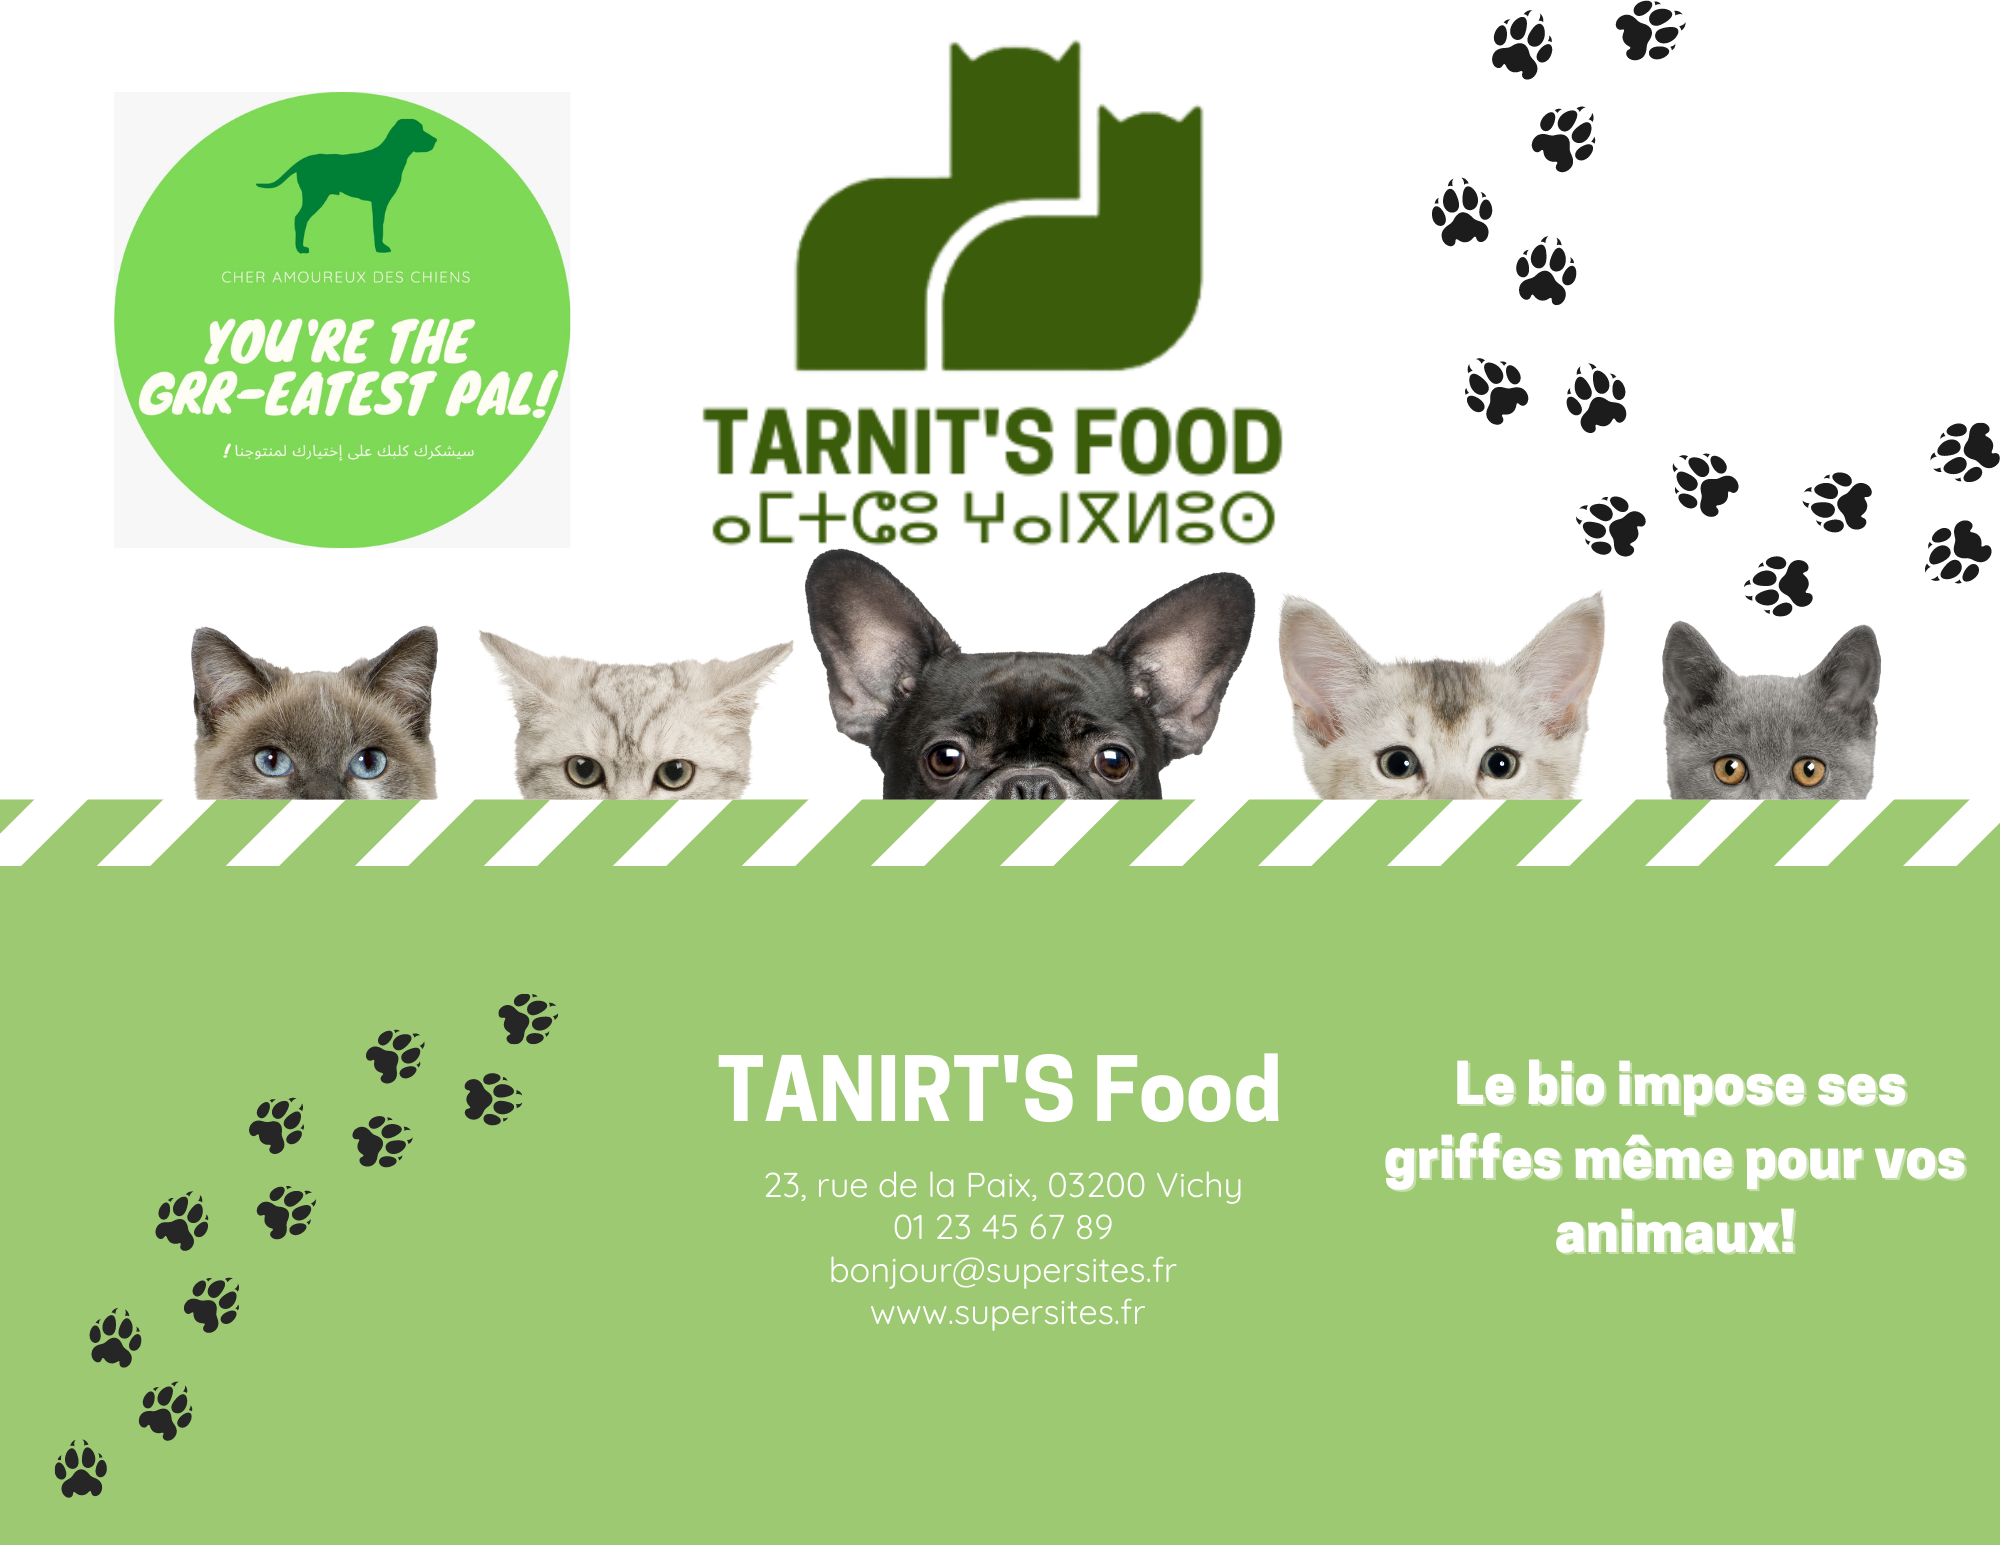 CHER AMOUREUX DES CHIENS
YOU'RE THE
GRR-EATEST PAL!
سيشكرك كلبك على إختيارك لمنتوجنا !
TARNIT'S FOOD
ⴰⵎⵜⵛⵓ ⵖⴰⵏⴳⵍⵓⵙ
TANIRT'S Food
23, rue de la Paix, 03200 Vichy
01 23 45 67 89
bonjour@supersites.fr
www.supersites.fr
Le bio impose ses
griffes même pour vos
animaux!